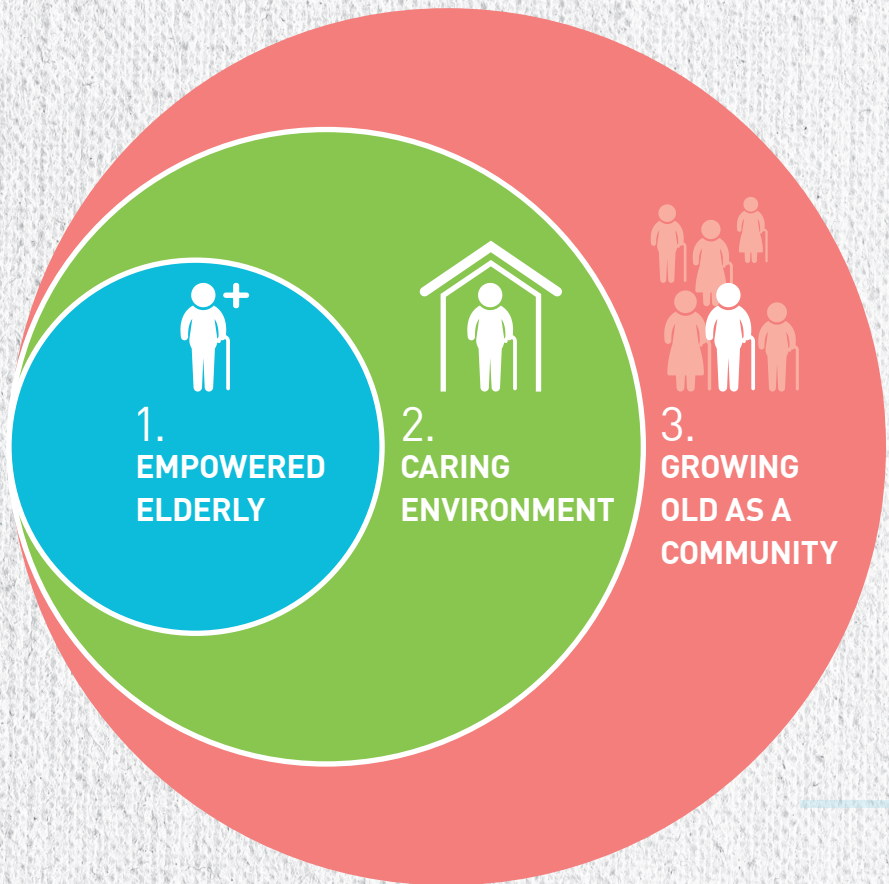 1.
EMPOWERED
ELDERLY
2.
CARING
ENVIRONMENT
3.
GROWING
OLD AS A
COMMUNITY